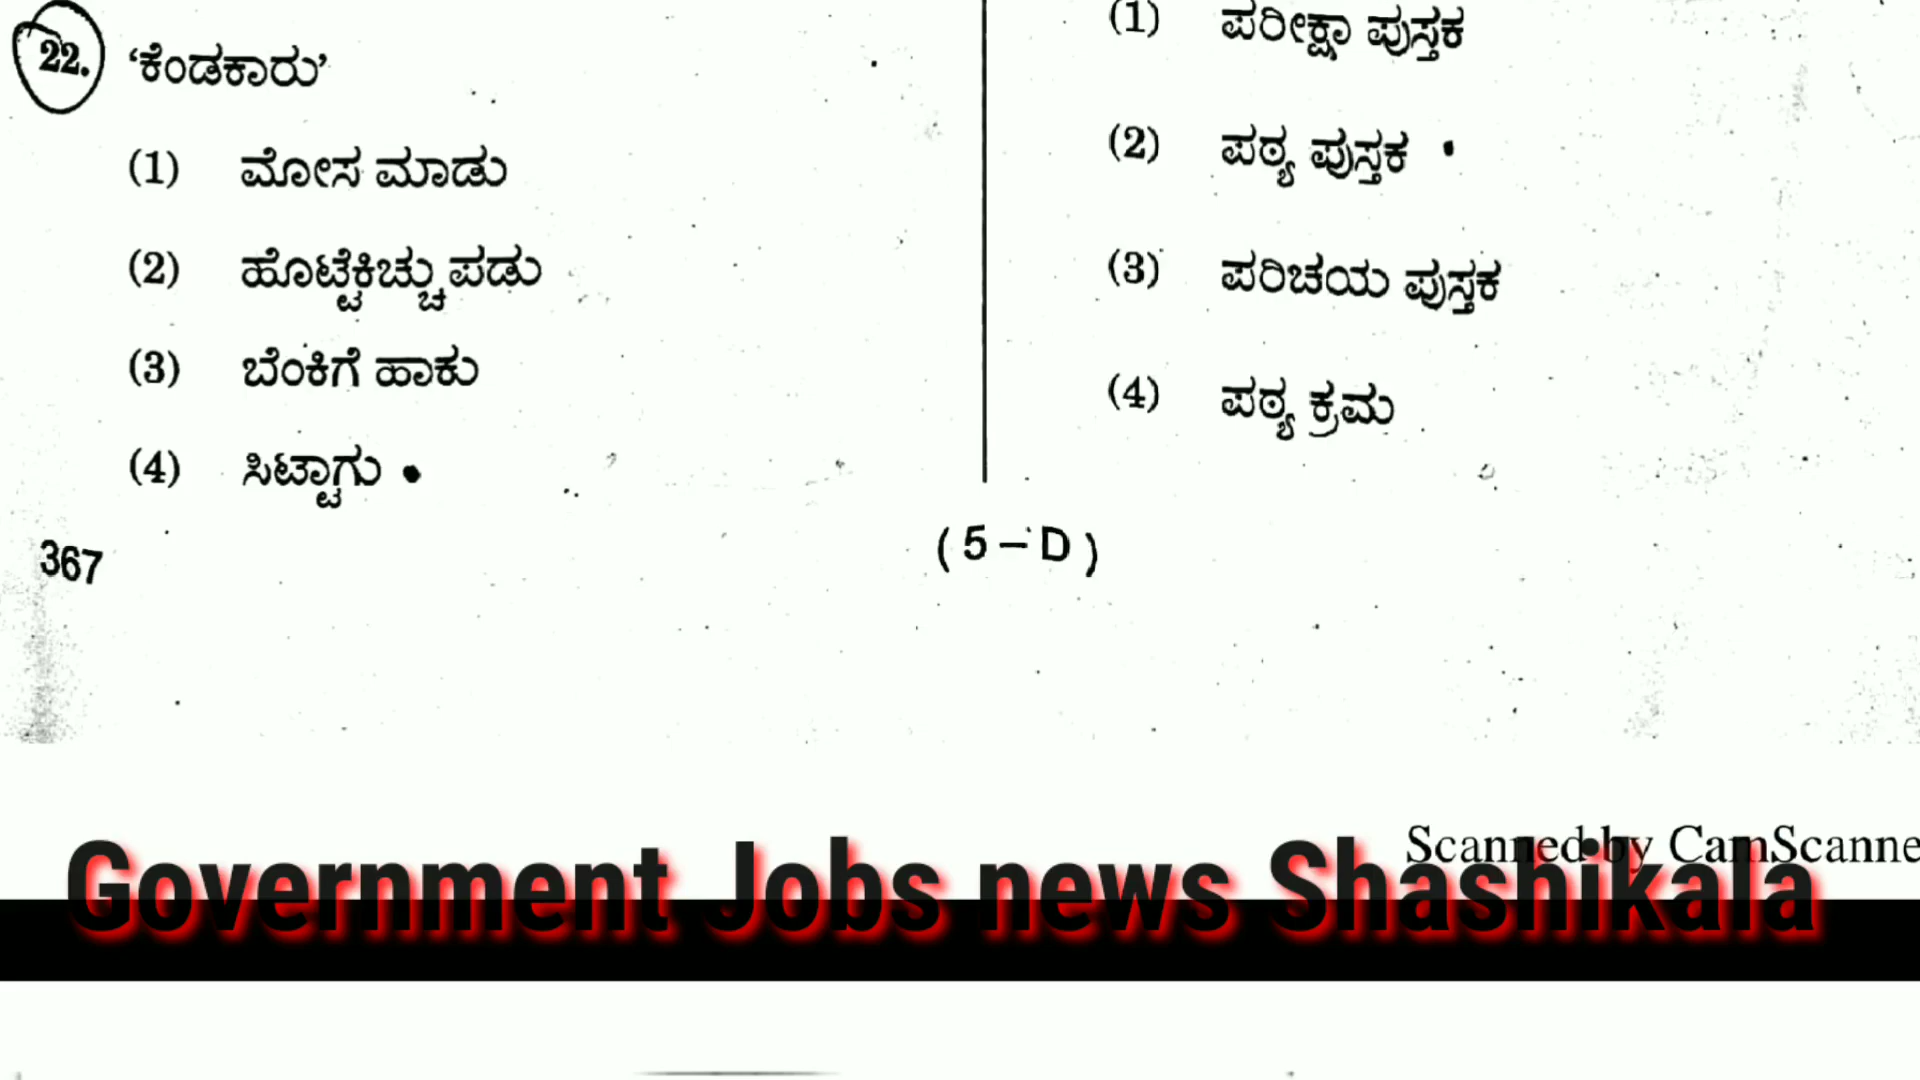 22. ‘ಕೆಂಡಕಾರು’
(1) ಮೋಸ ಮಾಡು
(2) ಹೊಟ್ಟೆಕಿಚ್ಚು ಪಡು
(3) ಬೆಂಕಿಗೆ ಹಾಕು
(4) ಸಿಟ್ಟಾಗು
367
(1) ಪರೀಕ್ಷಾ ಪುಸ್ತಕ
(2) ಪಠ್ಯ ಪುಸ್ತಕ
(3) ಪರಿಚಯ ಪುಸ್ತಕ
(4) ಪಠ್ಯ ಕ್ರಮ
( 5 – D )
Scanned by CamScanne
Government Jobs news Shashikala